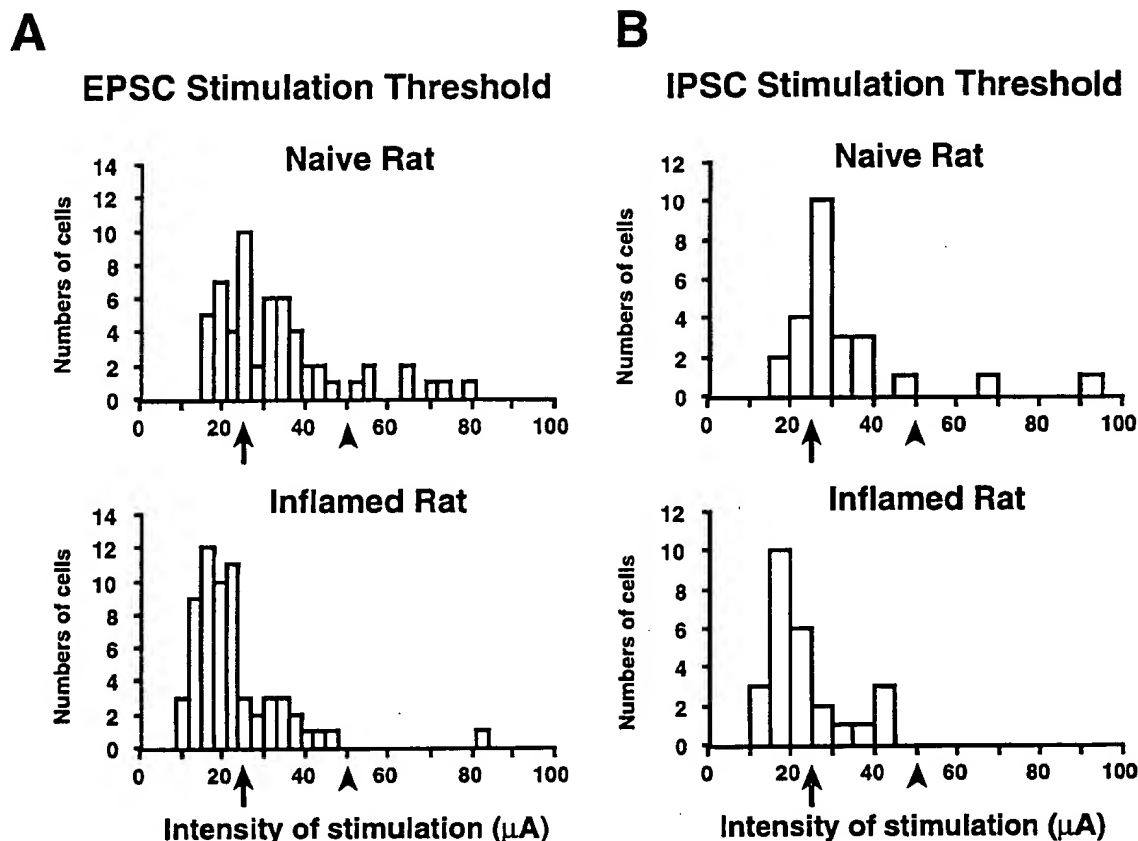 A
EPSC Stimulation Threshold
Naive Rat
Numbers of cells
14
12
10
8
6
4
2
0
0 20 40 60 80 100
Inflamed Rat
Numbers of cells
14
12
10
8
6
4
2
0
0 20 40 60 80 100
Intensity of stimulation (μA)
B
IPSC Stimulation Threshold
Naive Rat
Numbers of cells
12
10
8
6
4
2
0
0 20 40 60 80 100
Inflamed Rat
Numbers of cells
12
10
8
6
4
2
0
0 20 40 60 80 100
Intensity of stimulation (μA)